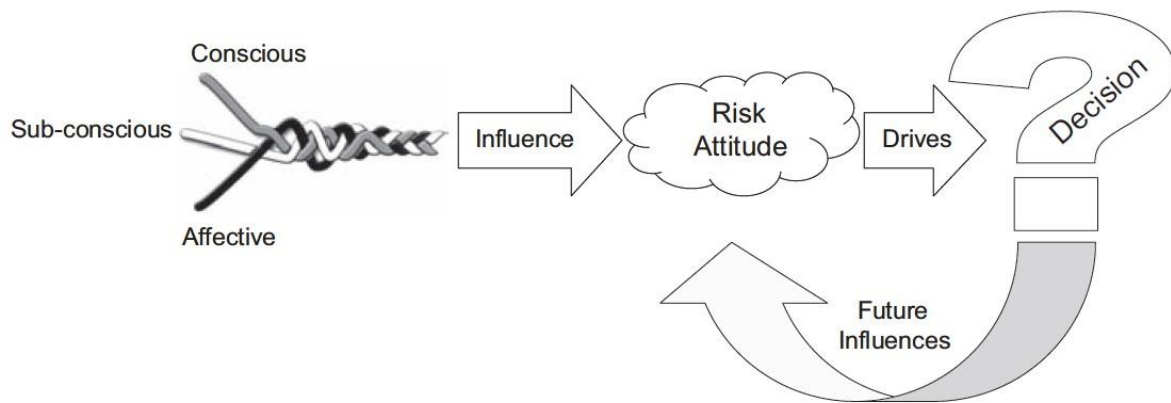 Conscious
Sub-conscious
Affective
Influence
Risk
Attitude
Drives
Decision
Future
Influences